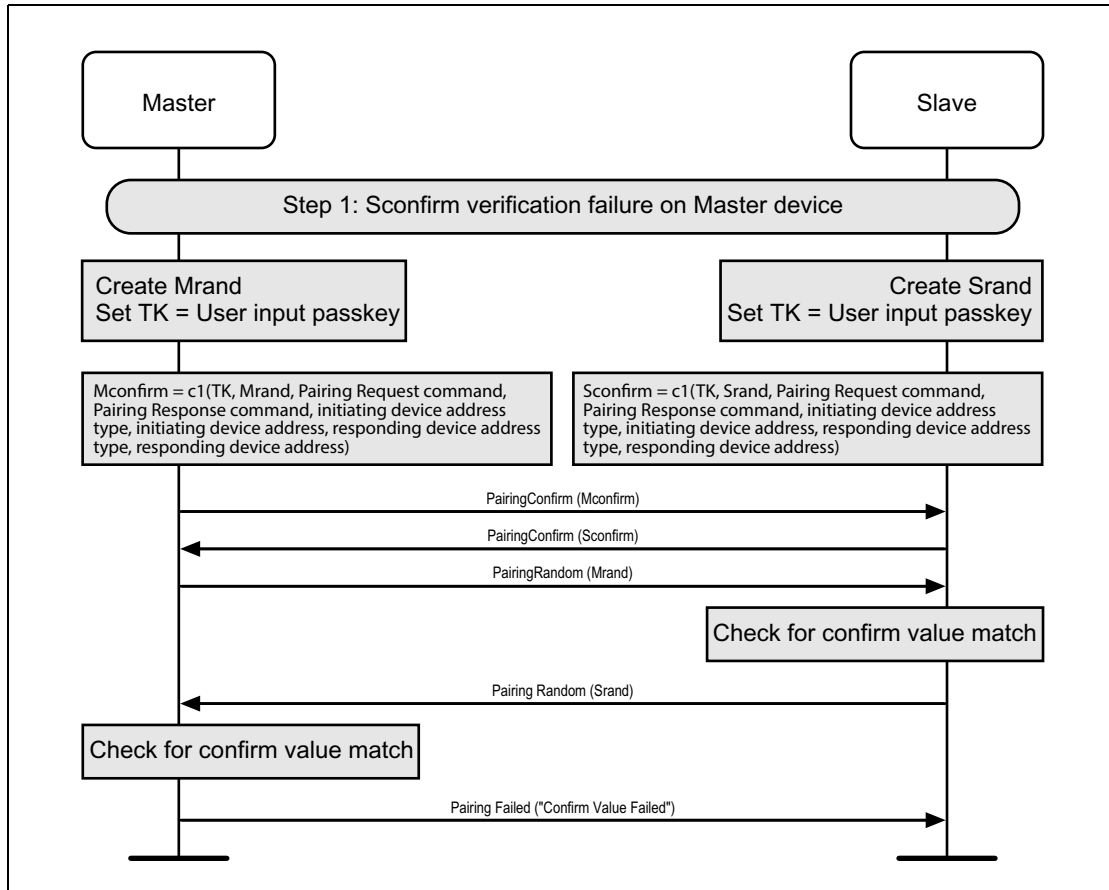 Master
Slave
Step 1: Sconfirm verification failure on Master device
Create Mrand
Set TK = User input passkey
Create Srand
Set TK = User input passkey
Mconfirm = c1(TK, Mrand, Pairing Request command,
Pairing Response command, initiating device address
type, initiating device address, responding device address
type, responding device address)
Sconfirm = c1(TK, Srand, Pairing Request command,
Pairing Response command, initiating device address
type, initiating device address, responding device address
type, responding device address)
PairingConfirm (Mconfirm)
PairingConfirm (Sconfirm)
PairingRandom (Mrand)
Check for confirm value match
Pairing Random (Srand)
Check for confirm value match
Pairing Failed ("Confirm Value Failed")